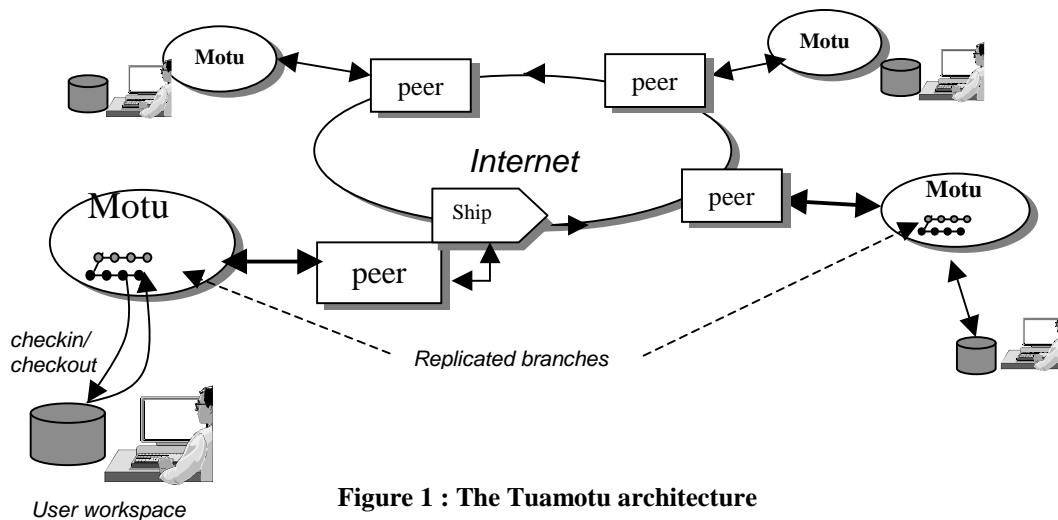 Motu
Motu
peer
peer
Internet
Motu
Motu
Ship
peer
peer
checkin/
checkout
Replicated branches
User workspace
Figure 1 : The Tuamotu architecture